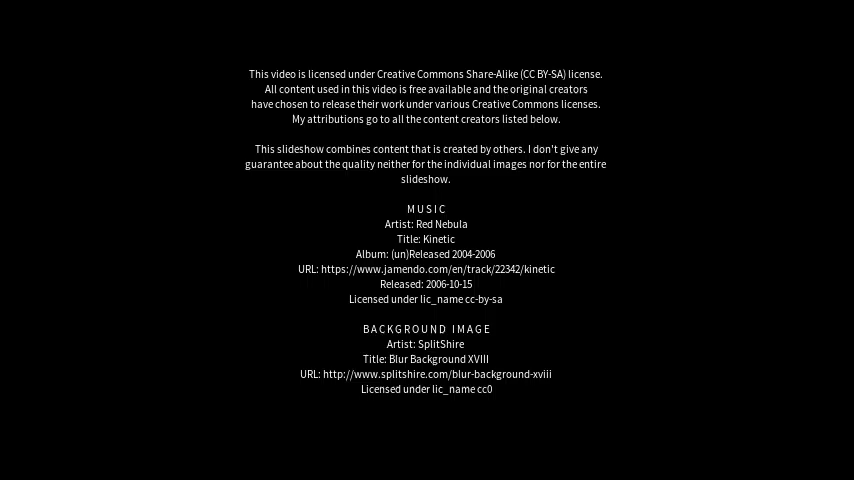 This video is licensed under Creative Commons Share-Alike (CC BY-SA) license.
All content used in this video is free available and the original creators
have chosen to release their work under various Creative Commons licenses.
My attributions go to all the content creators listed below.
This slideshow combines content that is created by others. I don't give any
guarantee about the quality neither for the individual images nor for the entire
slideshow.
MUSIC
Artist: Red Nebula
Title: Kinetic
Album: (un)Released 2004-2006
URL: https://www.jamendo.com/en/track/22342/kinetic
Released: 2006-10-15
Licensed under lic_name cc-by-sa
BACKGROUND IMAGE
Artist: SplitShire
Title: Blur Background XVIII
URL: http://www.splitshire.com/blur-background-xviii
Licensed under lic_name cc0